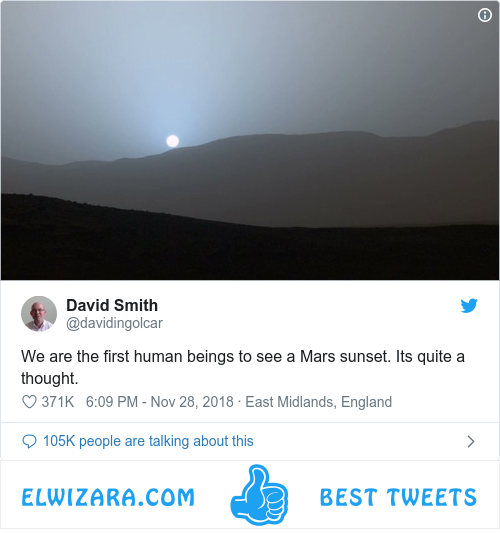 David Smith
@davidingolcar
We are the first human beings to see a Mars sunset. Its quite a
thought.
371K 6:09 PM - Nov 28, 2018 · East Midlands, England
105K people are talking about this
ELWIZARA.COM BEST TWEETS